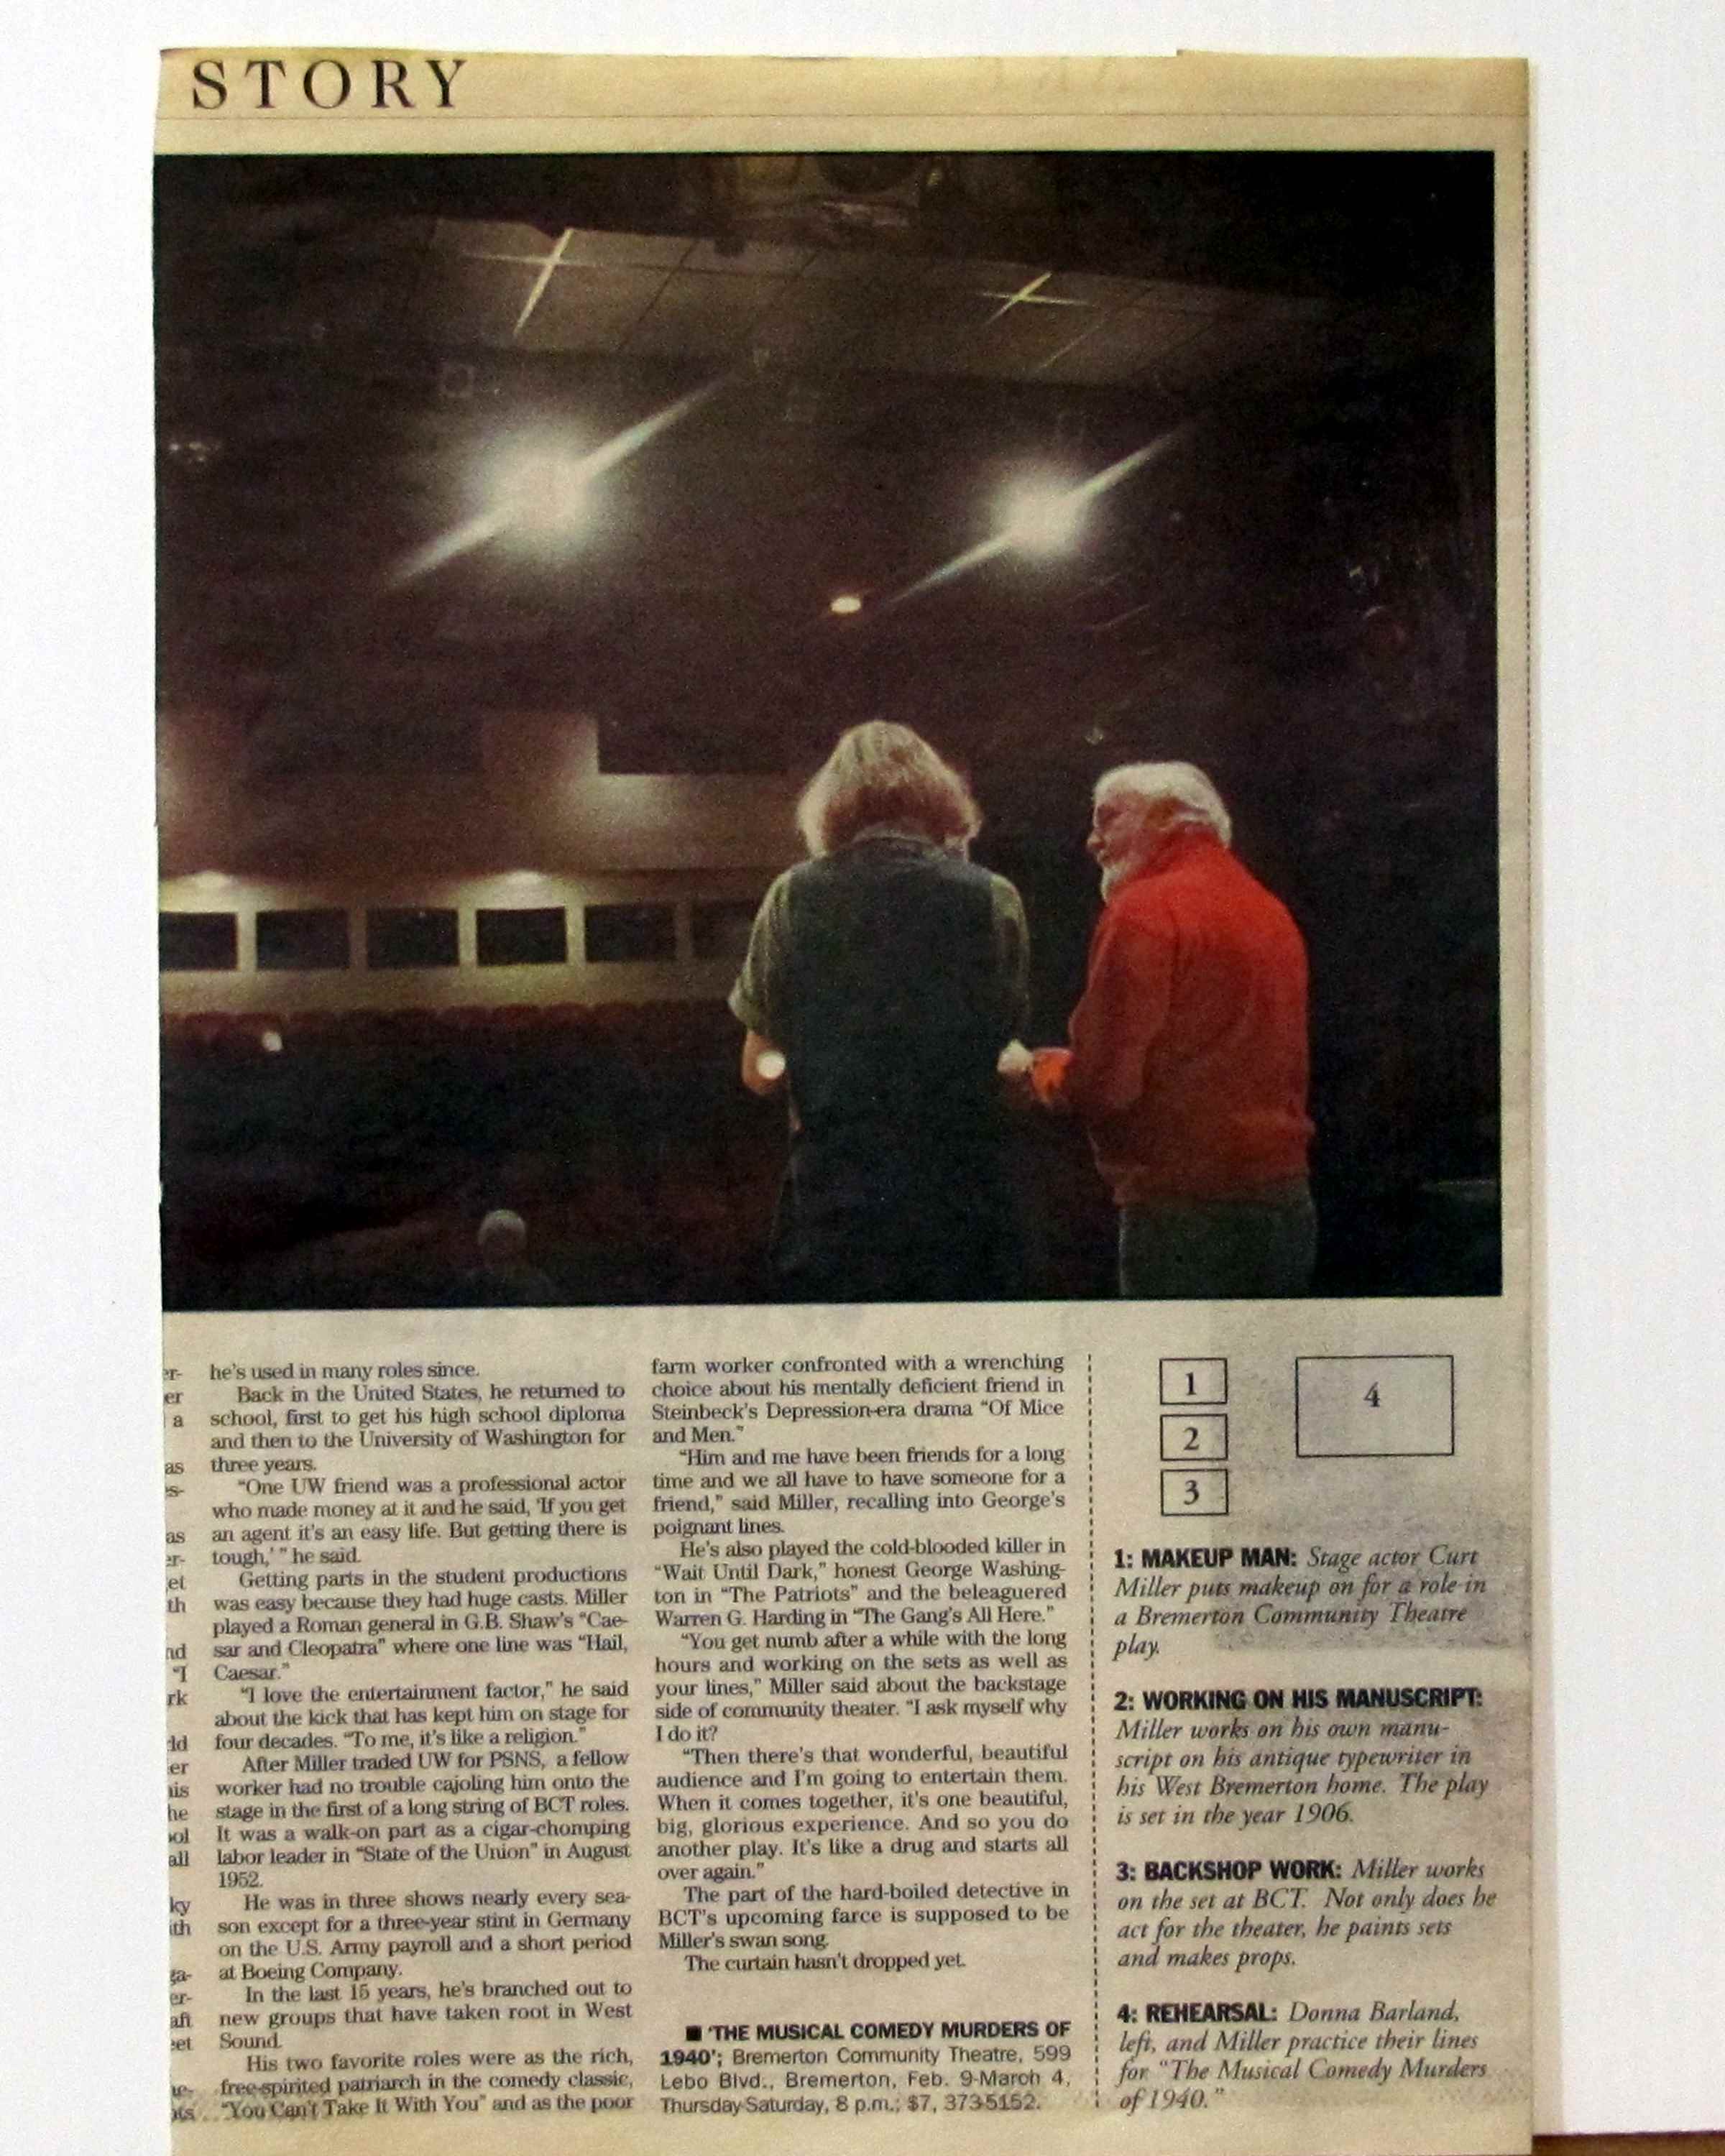 STORY
er-
er
a
as
s-
as
er-
et
th
nd
"I
rk
ld
er
his
he
ol
all
ky
ith
ga-
er-
aft
eet
ue-
ots
he's used in many roles since.
Back in the United States, he returned to
school, first to get his high school diploma
and then to the University of Washington for
three years.
"One UW friend was a professional actor
who made money at it and he said, 'If you get
an agent it's an easy life. But getting there is
tough,' " he said.
Getting parts in the student productions
was easy because they had huge casts. Miller
played a Roman general in G.B. Shaw's "Cae-
sar and Cleopatra" where one line was "Hail,
Caesar."
"I love the entertainment factor," he said
about the kick that has kept him on stage for
four decades. "To me, it's like a religion."
After Miller traded UW for PSNS, a fellow
worker had no trouble cajoling him onto the
stage in the first of a long string of BCT roles.
It was a walk-on part as a cigar-chomping
labor leader in "State of the Union" in August
1952.
He was in three shows nearly every sea-
son except for a three-year stint in Germany
on the U.S. Army payroll and a short period
at Boeing Company.
In the last 15 years, he's branched out to
new groups that have taken root in West
Sound.
His two favorite roles were as the rich,
free-spirited patriarch in the comedy classic,
"You Can't Take It With You" and as the poor
farm worker confronted with a wrenching
choice about his mentally deficient friend in
Steinbeck's Depression-era drama "Of Mice
and Men."
"Him and me have been friends for a long
time and we all have to have someone for a
friend," said Miller, recalling into George's
poignant lines.
He's also played the cold-blooded killer in
"Wait Until Dark," honest George Washing-
ton in "The Patriots" and the beleaguered
Warren G. Harding in "The Gang's All Here."
"You get numb after a while with the long
hours and working on the sets as well as
your lines," Miller said about the backstage
side of community theater. "I ask myself why
I do it?
"Then there's that wonderful, beautiful
audience and I'm going to entertain them.
When it comes together, it's one beautiful,
big, glorious experience. And so you do
another play. It's like a drug and starts all
over again."
The part of the hard-boiled detective in
BCT's upcoming farce is supposed to be
Miller's swan song.
The curtain hasn't dropped yet.
■ 'THE MUSICAL COMEDY MURDERS OF
1940'; Bremerton Community Theatre, 599
Lebo Blvd., Bremerton, Feb. 9-March 4,
Thursday-Saturday, 8 p.m.; $7, 373-5152.
1
2
3
4
1: MAKEUP MAN: Stage actor Curt
Miller puts makeup on for a role in
a Bremerton Community Theatre
play.
2: WORKING ON HIS MANUSCRIPT:
Miller works on his own manu-
script on his antique typewriter in
his West Bremerton home. The play
is set in the year 1906.
3: BACKSHOP WORK: Miller works
on the set at BCT. Not only does he
act for the theater, he paints sets
and makes props.
4: REHEARSAL: Donna Barland,
left, and Miller practice their lines
for "The Musical Comedy Murders
of 1940."